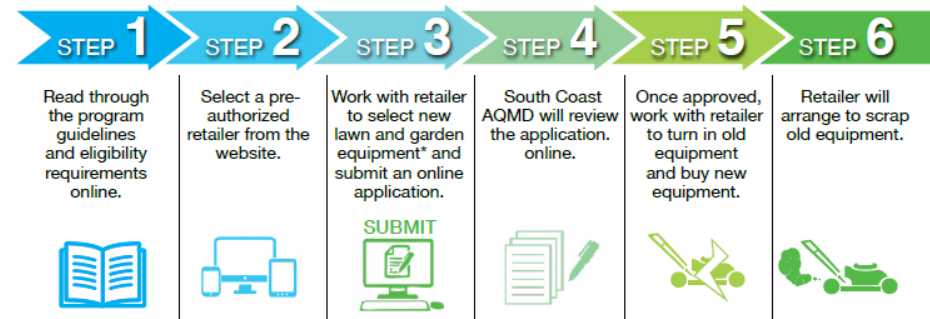 STEP 1
STEP 2
STEP 3
STEP 4
STEP 5
STEP 6
Read through
the program
guidelines
and eligibility
requirements
online.
Select a pre-
authorized
retailer from the
website.
Work with retailer
to select new
lawn and garden
equipment* and
submit an online
application.
SUBMIT
South Coast
AQMD will review
the application.
online.
Once approved,
work with retailer
to turn in old
equipment
and buy new
equipment.
Retailer will
arrange to scrap
old equipment.